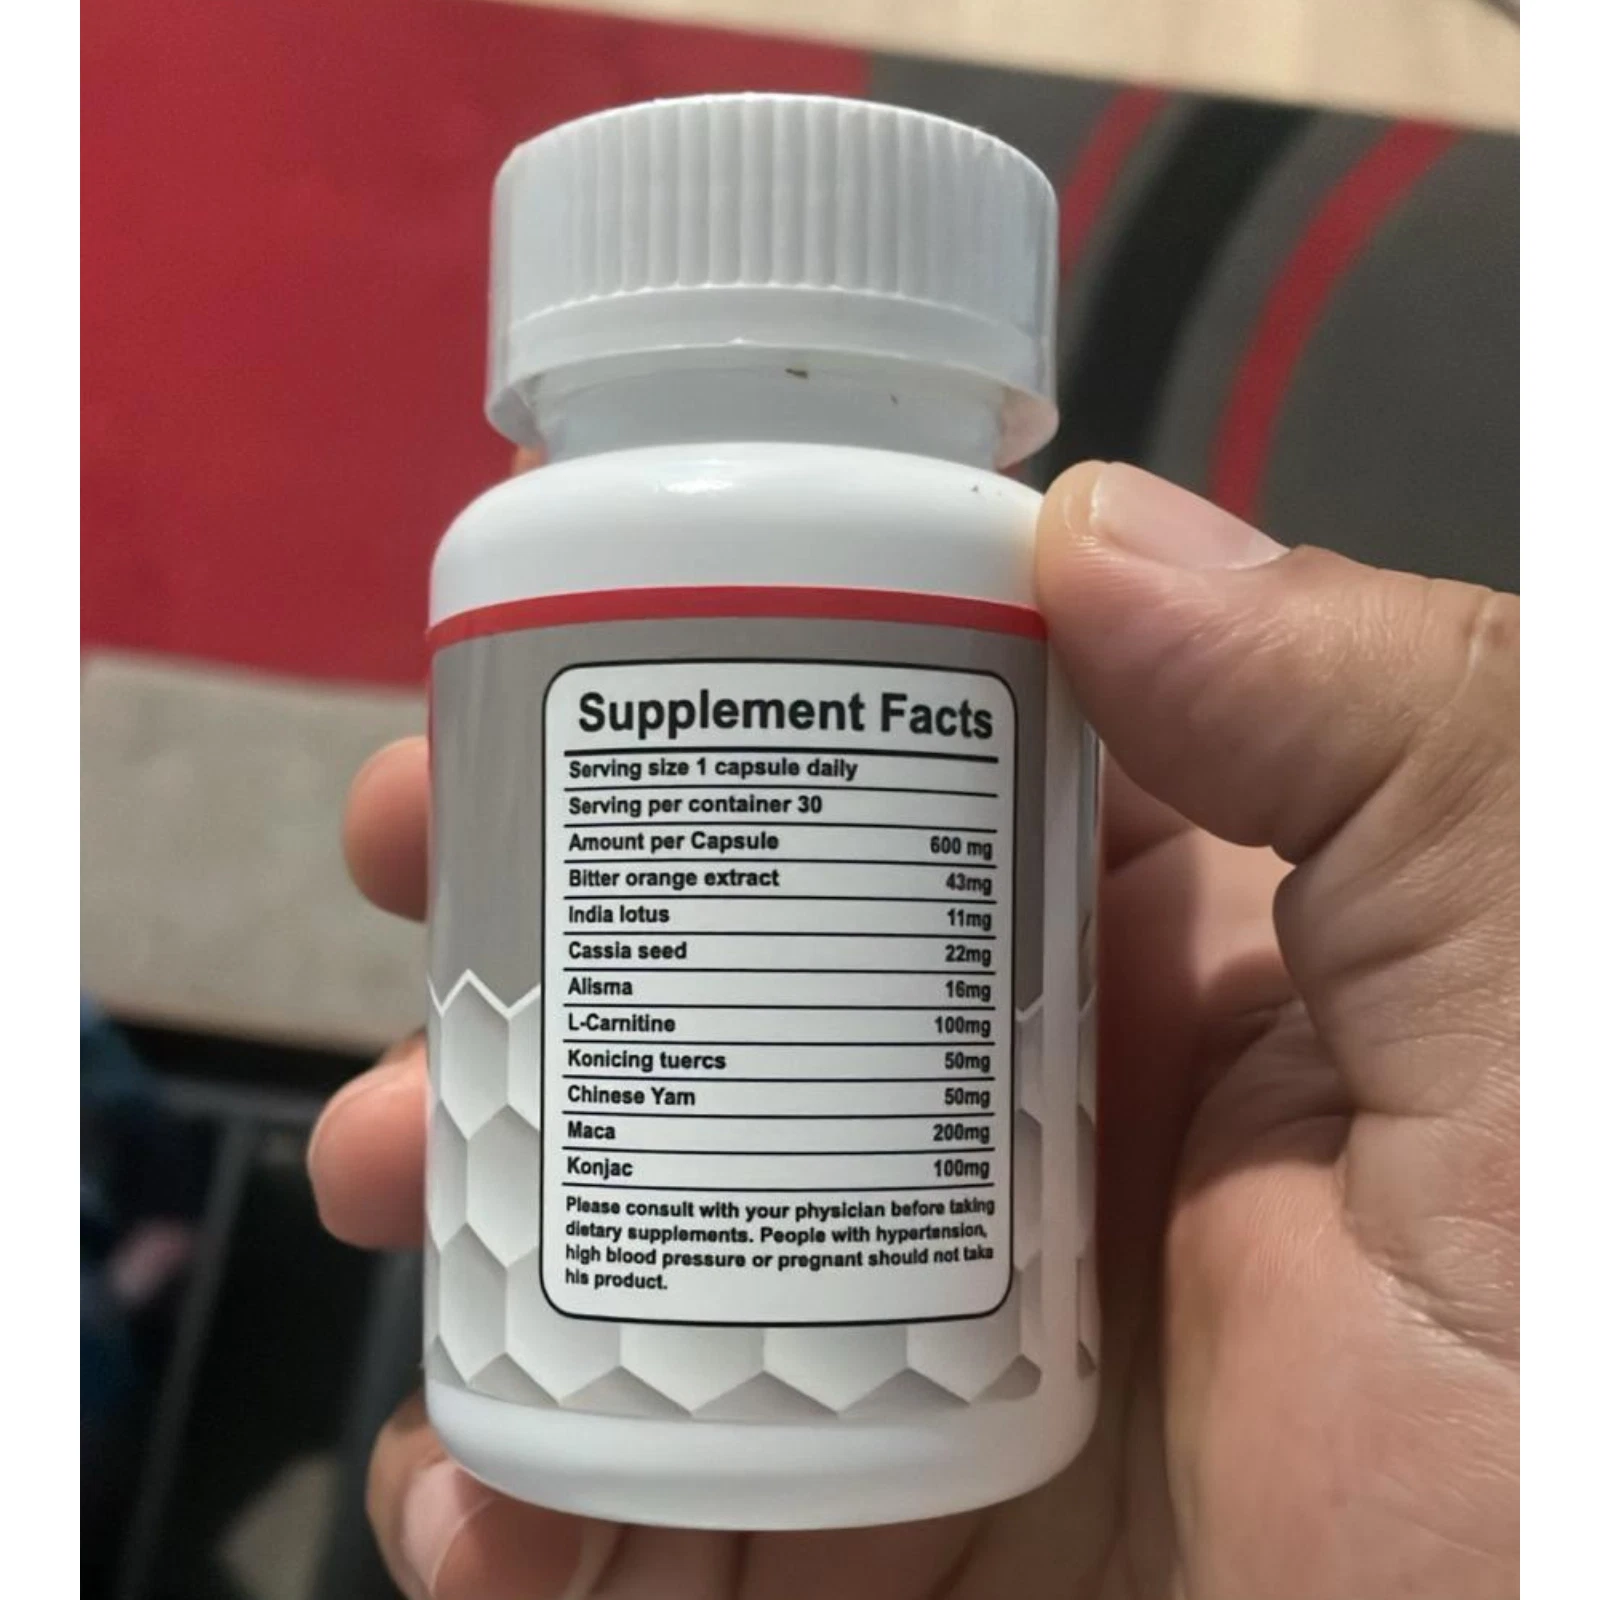 Supplement Facts
Serving size 1 capsule daily
Serving per container 30
Amount per Capsule 600 mg
Bitter orange extract 43mg
India lotus 11mg
Cassia seed 22mg
Alisma 16mg
L-Carnitine 100mg
Konicing tuercs 50mg
Chinese Yam 50mg
Maca 200mg
Konjac 100mg
Please consult with your physician before taking
dietary supplements. People with hypertension,
high blood pressure or pregnant should not taka
his product.